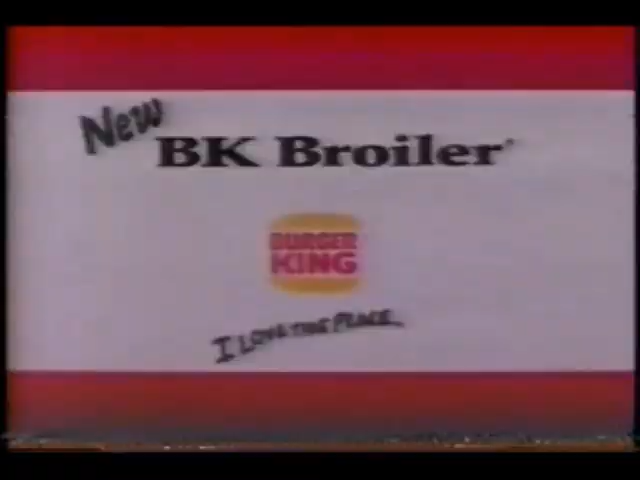 New
BK Broiler®
BURGER
KING
I LOVE THIS PLACE.